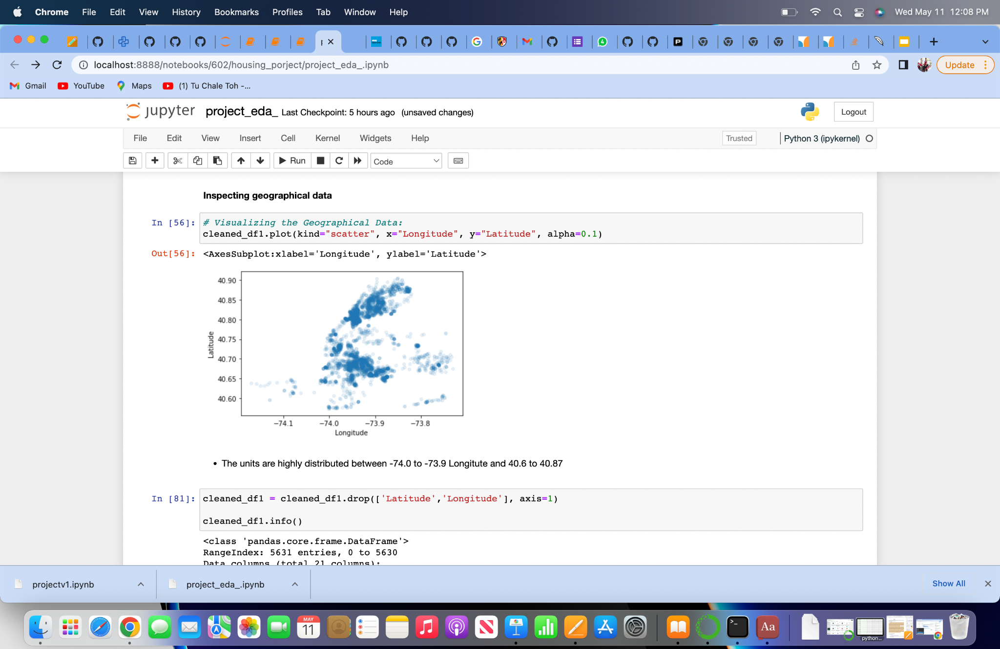 Chrome File Edit View History Bookmarks Profiles Tab Window Help Wed May 11 12:08 PM
localhost:8888/notebooks/602/housing_porject/project_eda_.ipynb Update
Gmail YouTube Maps (1) Tu Chale Toh -...
jupyter project_eda_ Last Checkpoint: 5 hours ago (unsaved changes) Logout
File Edit View Insert Cell Kernel Widgets Help Trusted Python 3 (ipykernel)
Run Code
Inspecting geographical data
In [56]: # Visualizing the Geographical Data:
cleaned_df1.plot(kind="scatter", x="Longitude", y="Latitude", alpha=0.1)
Out[56]: <AxesSubplot:xlabel='Longitude', ylabel='Latitude'>
40.90
40.85
40.80
40.75
40.70
40.65
40.60
Latitude
−74.1 −74.0 −73.9 −73.8
Longitude
• The units are highly distributed between -74.0 to -73.9 Longitute and 40.6 to 40.87
In [81]: cleaned_df1 = cleaned_df1.drop(['Latitude','Longitude'], axis=1)
cleaned_df1.info()
<class 'pandas.core.frame.DataFrame'>
RangeIndex: 5631 entries, 0 to 5630
Data columns (total 21 columns):
projectv1.ipynb project_eda_.ipynb Show All
MAY
11
Aa
python...